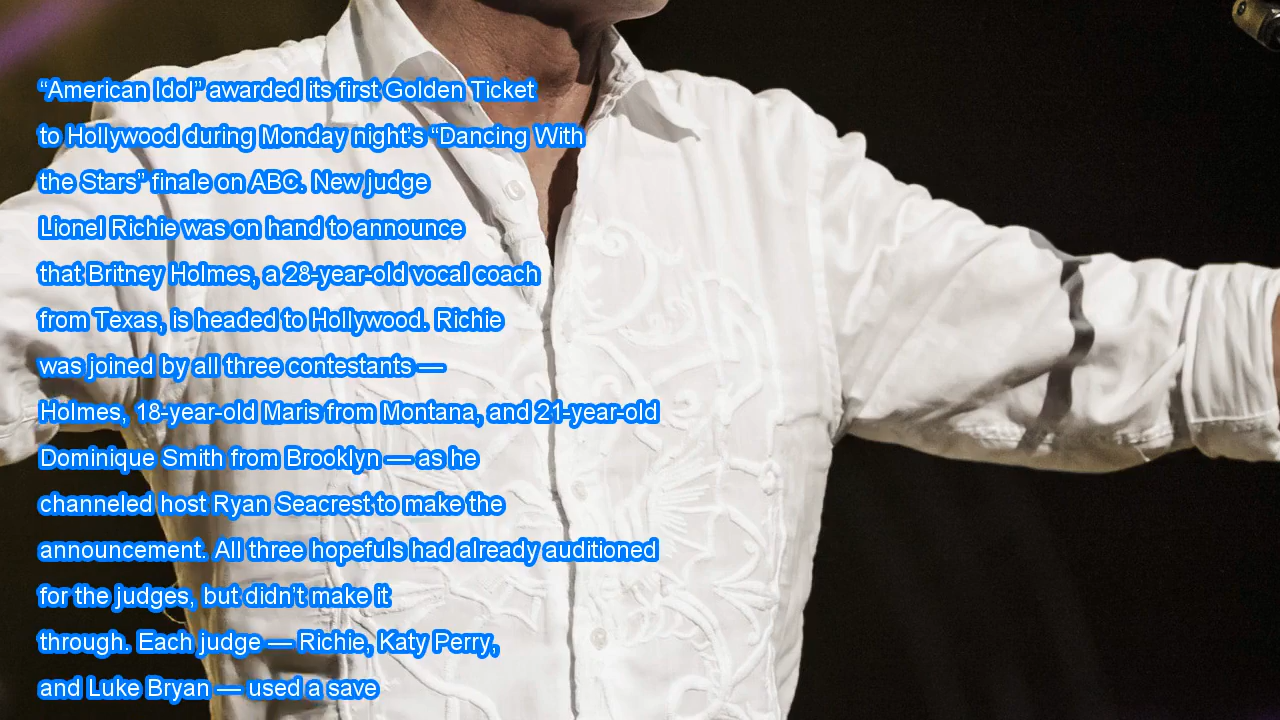 “American Idol” awarded its first Golden Ticket
to Hollywood during Monday night’s “Dancing With
the Stars” finale on ABC. New judge
Lionel Richie was on hand to announce
that Britney Holmes, a 28-year-old vocal coach
from Texas, is headed to Hollywood. Richie
was joined by all three contestants —
Holmes, 18-year-old Maris from Montana, and 21-year-old
Dominique Smith from Brooklyn — as he
channeled host Ryan Seacrest to make the
announcement. All three hopefuls had already auditioned
for the judges, but didn’t make it
through. Each judge — Richie, Katy Perry,
and Luke Bryan — used a save